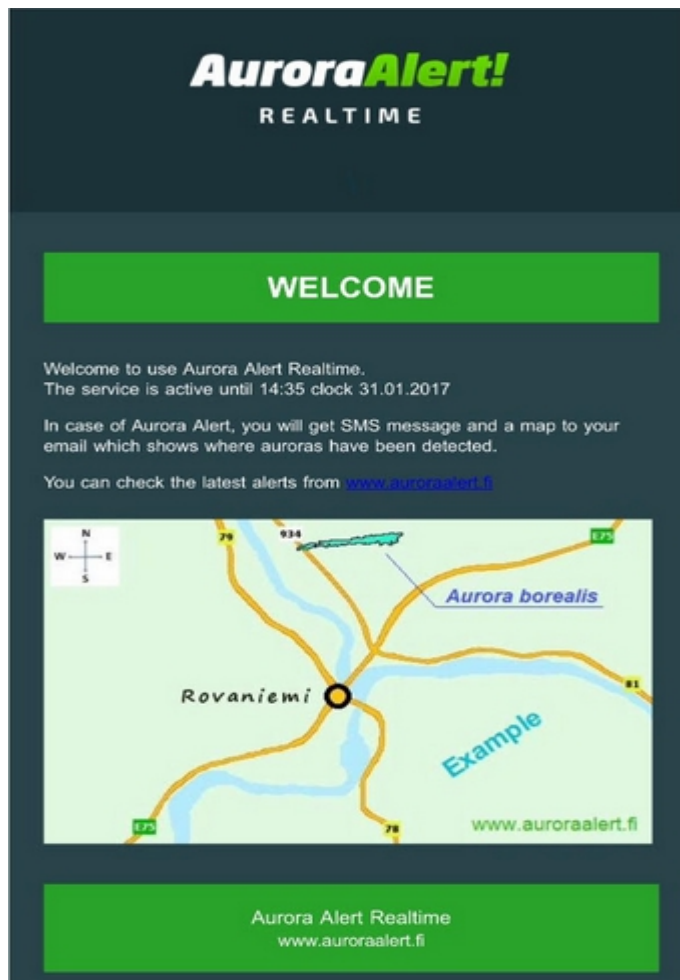 AuroraAlert!
REALTIME
WELCOME
Welcome to use Aurora Alert Realtime.
The service is active until 14:35 clock 31.01.2017
In case of Aurora Alert, you will get SMS message and a map to your
email which shows where auroras have been detected.
You can check the latest alerts from www.auroraalert.fi
N
W E
S
79
934
E75
Aurora borealis
Rovaniemi
81
Example
E75
78
www.auroraalert.fi
Aurora Alert Realtime
www.auroraalert.fi